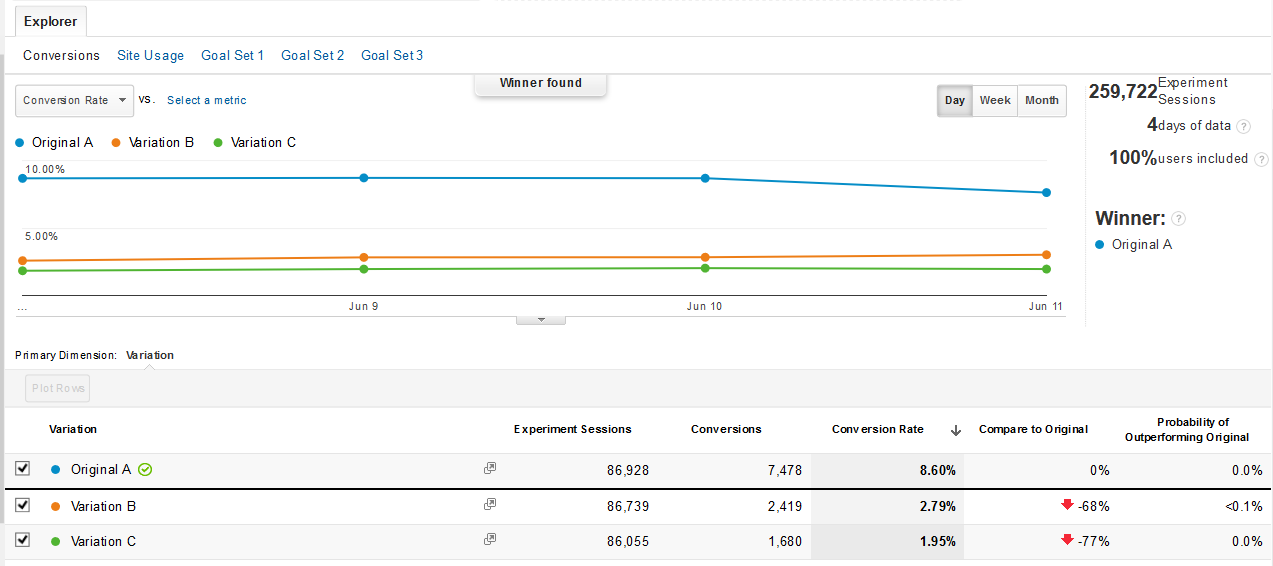 Explorer
Conversions Site Usage Goal Set 1 Goal Set 2 Goal Set 3
Winner found
Conversion Rate VS. Select a metric
Day Week Month
Original A Variation B Variation C
10.00%
5.00%
... Jun 9 Jun 10 Jun 11
259,722 Experiment Sessions
4 days of data ?
100% users included ?
Winner: ?
Original A
Primary Dimension: Variation
Plot Rows
Variation Experiment Sessions Conversions Conversion Rate Compare to Original Probability of Outperforming Original
Original A 86,928 7,478 8.60% 0% 0.0%
Variation B 86,739 2,419 2.79% -68% <0.1%
Variation C 86,055 1,680 1.95% -77% 0.0%